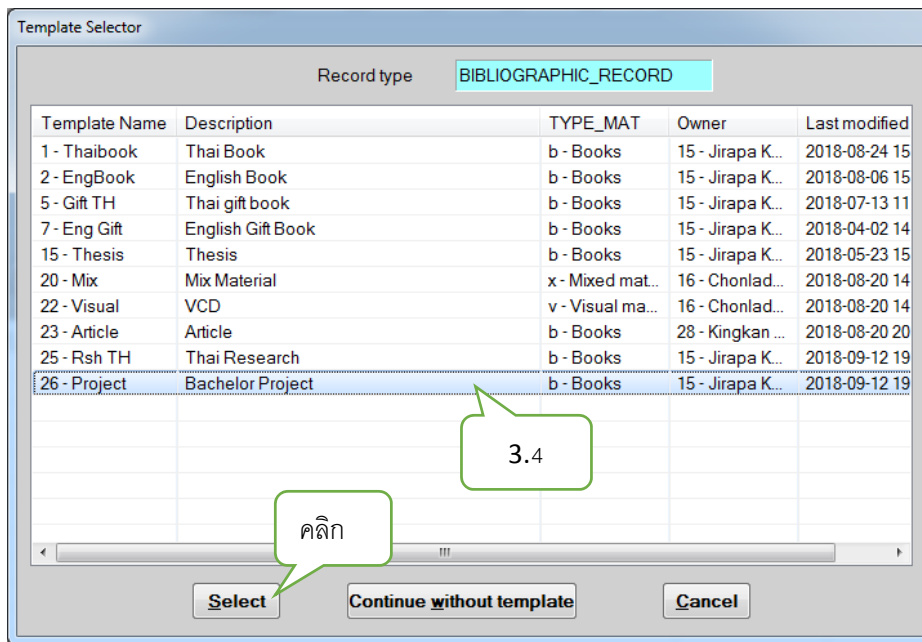 Template Selector
Record type BIBLIOGRAPHIC_RECORD
Template Name Description TYPE_MAT Owner Last modified
1 - Thaibook Thai Book b - Books 15 - Jirapa K... 2018-08-24 15
2 - EngBook English Book b - Books 15 - Jirapa K... 2018-08-06 15
5 - Gift TH Thai gift book b - Books 15 - Jirapa K... 2018-07-13 11
7 - Eng Gift English Gift Book b - Books 15 - Jirapa K... 2018-04-02 14
15 - Thesis Thesis b - Books 15 - Jirapa K... 2018-05-23 15
20 - Mix Mix Material x - Mixed mat... 16 - Chonlad... 2018-08-20 14
22 - Visual VCD v - Visual ma... 16 - Chonlad... 2018-08-20 14
23 - Article Article b - Books 28 - Kingkan ... 2018-08-20 20
25 - Rsh TH Thai Research b - Books 15 - Jirapa K... 2018-09-12 19
26 - Project Bachelor Project b - Books 15 - Jirapa K... 2018-09-12 19
3.4
คลิก
Select Continue without template Cancel